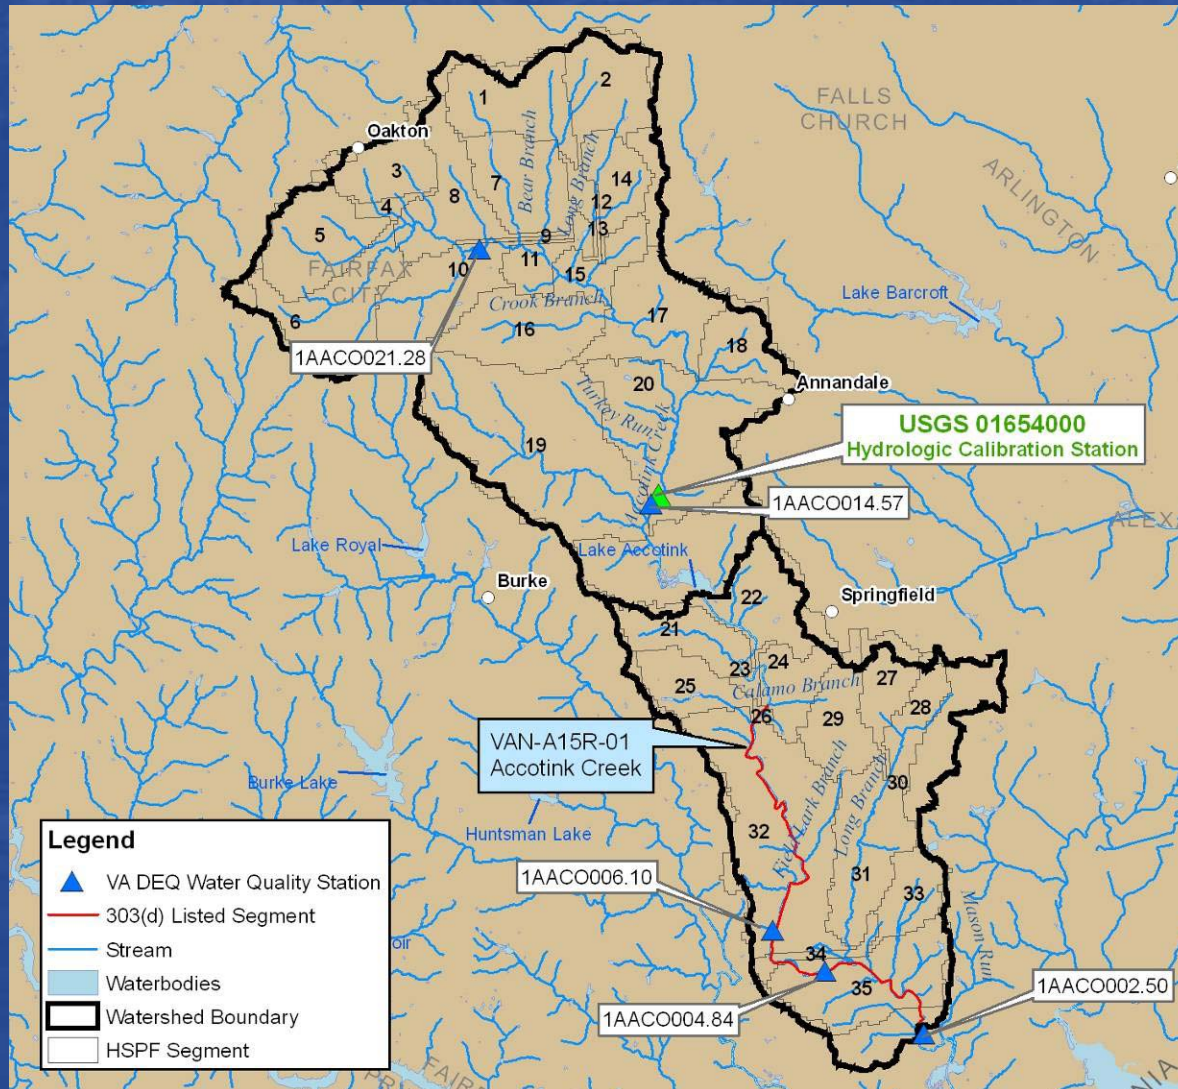 FALLS
CHURCH
ARLINGTON
Oakton
1
2
3
4
5
6
7
8
9
10
11
12
13
14
15
16
17
18
19
20
Bear Branch
Long Branch
FAIRFAX
CITY
Crook Branch
Lake Barcroft
1AACO021.28
Annandale
Turkey Run
Accotink Creek
USGS 01654000
Hydrologic Calibration Station
1AACO014.57
Lake Royal
Lake Accotink
Burke
Springfield
21
22
23
24
25
26
27
28
29
30
31
32
33
34
35
Calamo Branch
VAN-A15R-01
Accotink Creek
Burke Lake
Huntsman Lake
Field Lark Branch
Long Branch
Mason Run
1AACO006.10
1AACO004.84
1AACO002.50
Legend
VA DEQ Water Quality Station
303(d) Listed Segment
Stream
Waterbodies
Watershed Boundary
HSPF Segment